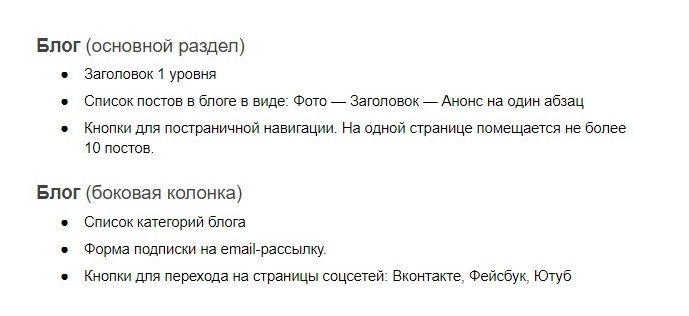 Блог (основной раздел)
● Заголовок 1 уровня
● Список постов в блоге в виде: Фото — Заголовок — Анонс на один абзац
● Кнопки для постраничной навигации. На одной странице помещается не более
10 постов.
Блог (боковая колонка)
● Список категорий блога
● Форма подписки на email-рассылку.
● Кнопки для перехода на страницы соцсетей: Вконтакте, Фейсбук, Ютуб